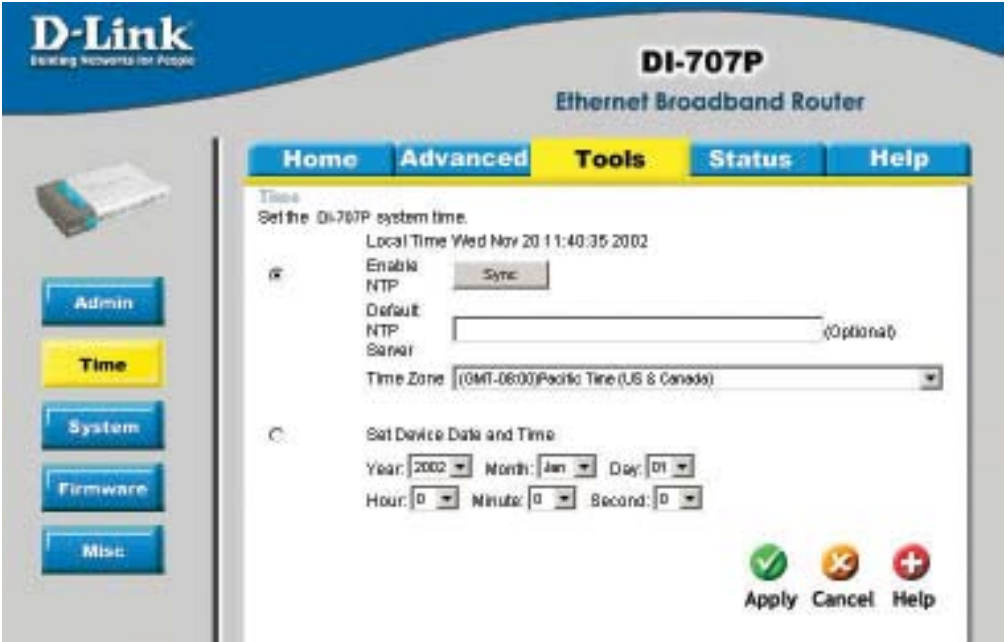 D-Link
Building Networks for People
DI-707P
Ethernet Broadband Router
Home
Advanced
Tools
Status
Help
Time
Set the DI-707P system time.
Local Time Wed Nov 20 11:40:35 2002
Enable NTP
Sync
Default NTP Server
(Optional)
Time Zone (GMT-08:00)Pacific Time (US & Canada)
Set Device Date and Time
Year: 2002 Month: Jan Day: 01
Hour: 0 Minute: 0 Second: 0
Admin
Time
System
Firmware
Misc
Apply
Cancel
Help